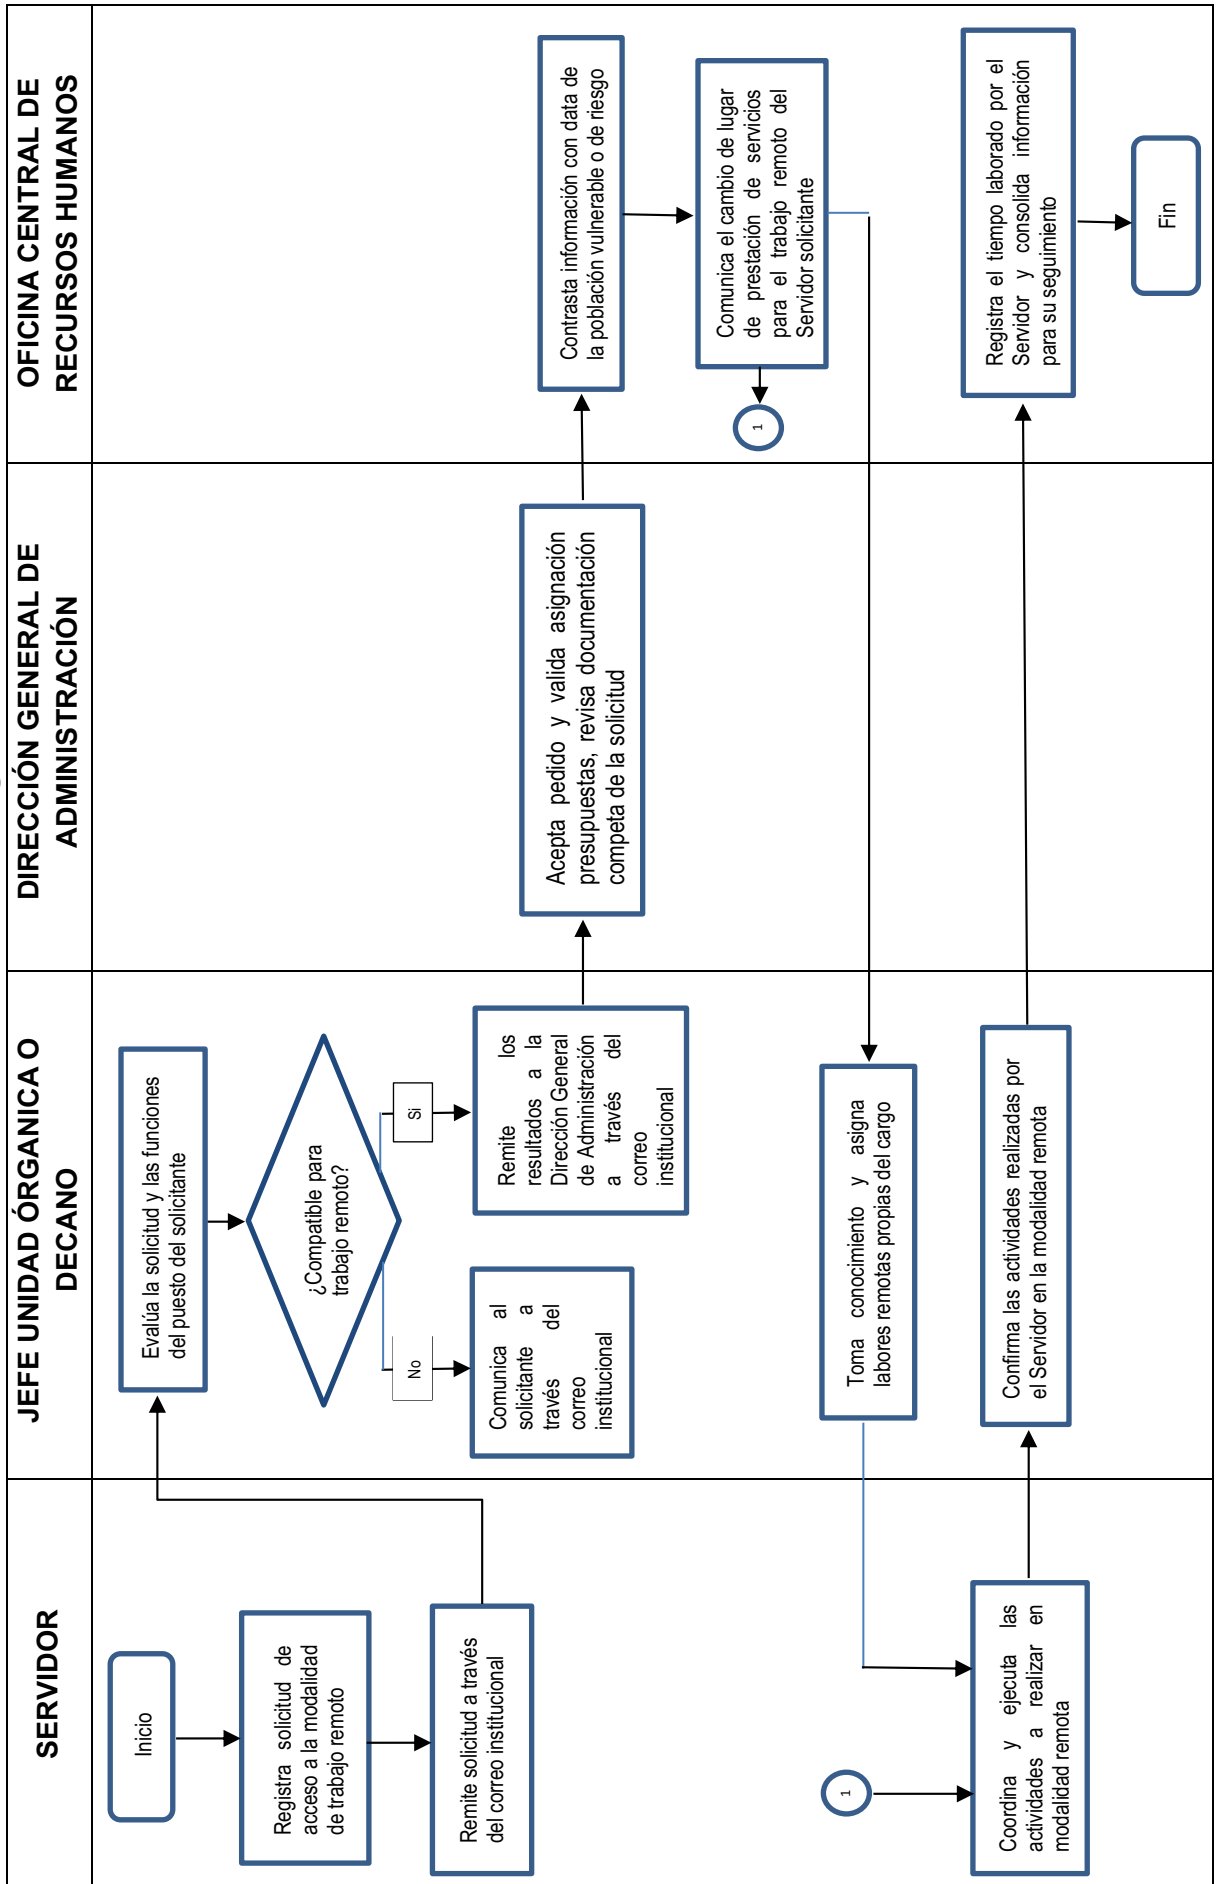 SERVIDOR
JEFE UNIDAD ÓRGANICA O
DECANO
DIRECCIÓN GENERAL DE
ADMINISTRACIÓN
OFICINA CENTRAL DE
RECURSOS HUMANOS
Inicio
Registra solicitud de
acceso a la modalidad
de trabajo remoto
Remite solicitud a través
del correo institucional
Evalúa la solicitud y las funciones
del puesto del solicitante
¿Compatible para
trabajo remoto?
No
Si
Comunica al
solicitante a
través del
correo
institucional
Remite los
resultados a la
Dirección General
de Administración
a través del
correo
institucional
Acepta pedido y valida asignación
presupuestas, revisa documentación
competa de la solicitud
Contrasta información con data de
la población vulnerable o de riesgo
Comunica el cambio de lugar
de prestación de servicios
para el trabajo remoto del
Servidor solicitante
1
Toma conocimiento y asigna
labores remotas propias del cargo
1
Coordina y ejecuta las
actividades a realizar en
modalidad remota
Confirma las actividades realizadas por
el Servidor en la modalidad remota
Registra el tiempo laborado por el
Servidor y consolida información
para su seguimiento
Fin